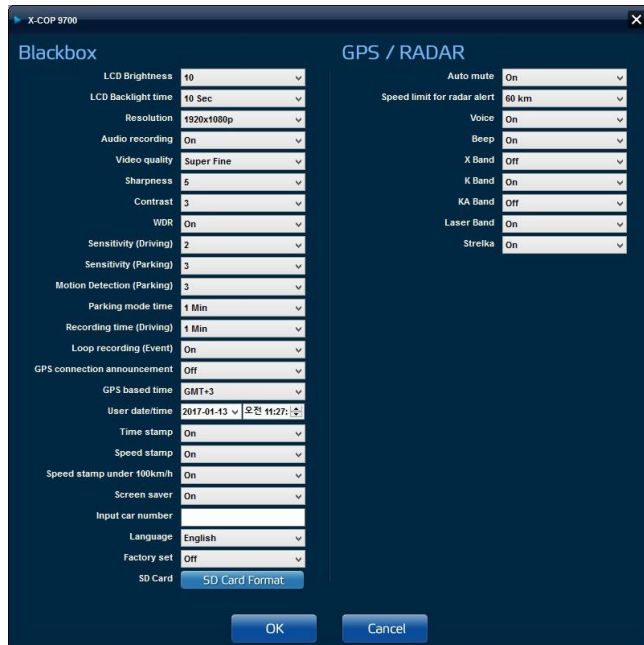 X-COP 9700
Blackbox
LCD Brightness 10
LCD Backlight time 10 Sec
Resolution 1920x1080p
Audio recording On
Video quality Super Fine
Sharpness 5
Contrast 3
WDR On
Sensitivity (Driving) 2
Sensitivity (Parking) 3
Motion Detection (Parking) 3
Parking mode time 1 Min
Recording time (Driving) 1 Min
Loop recording (Event) On
GPS connection announcement Off
GPS based time GMT+3
User date/time 2017-01-13 오전 11:27:
Time stamp On
Speed stamp On
Speed stamp under 100km/h On
Screen saver On
Input car number
Language English
Factory set Off
SD Card SD Card Format
GPS / RADAR
Auto mute On
Speed limit for radar alert 60 km
Voice On
Beep On
X Band Off
K Band On
KA Band Off
Laser Band On
Strelka On
OK Cancel